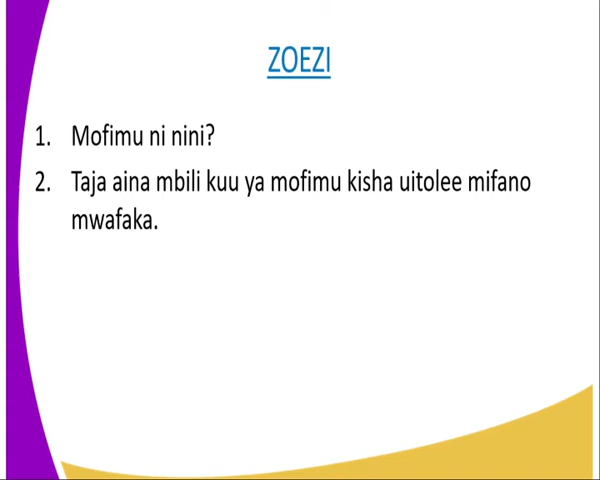 ZOEZI
1. Mofimu ni nini?
2. Taja aina mbili kuu ya mofimu kisha uitolee mifano
mwafaka.